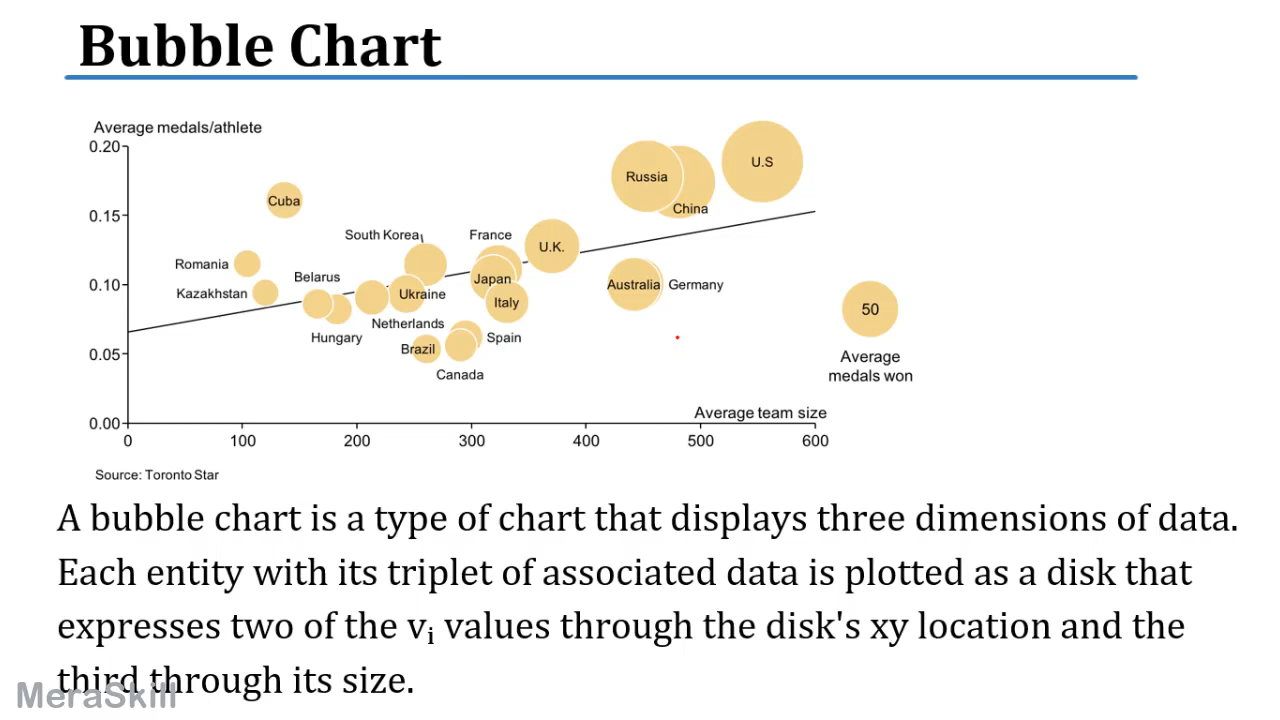 Bubble Chart
Average medals/athlete
0.20
U.S
Russia
Cuba
China
0.15
South Korea
France
U.K.
Romania
Belarus
Japan
Australia
Germany
0.10
Kazakhstan
Ukraine
Italy
50
Netherlands
Hungary
Spain
0.05
Brazil
Average
medals won
Canada
Average team size
0.00
0 100 200 300 400 500 600
Source: Toronto Star
A bubble chart is a type of chart that displays three dimensions of data.
Each entity with its triplet of associated data is plotted as a disk that
expresses two of the vᵢ values through the disk's xy location and the
third through its size.
MeraSkill